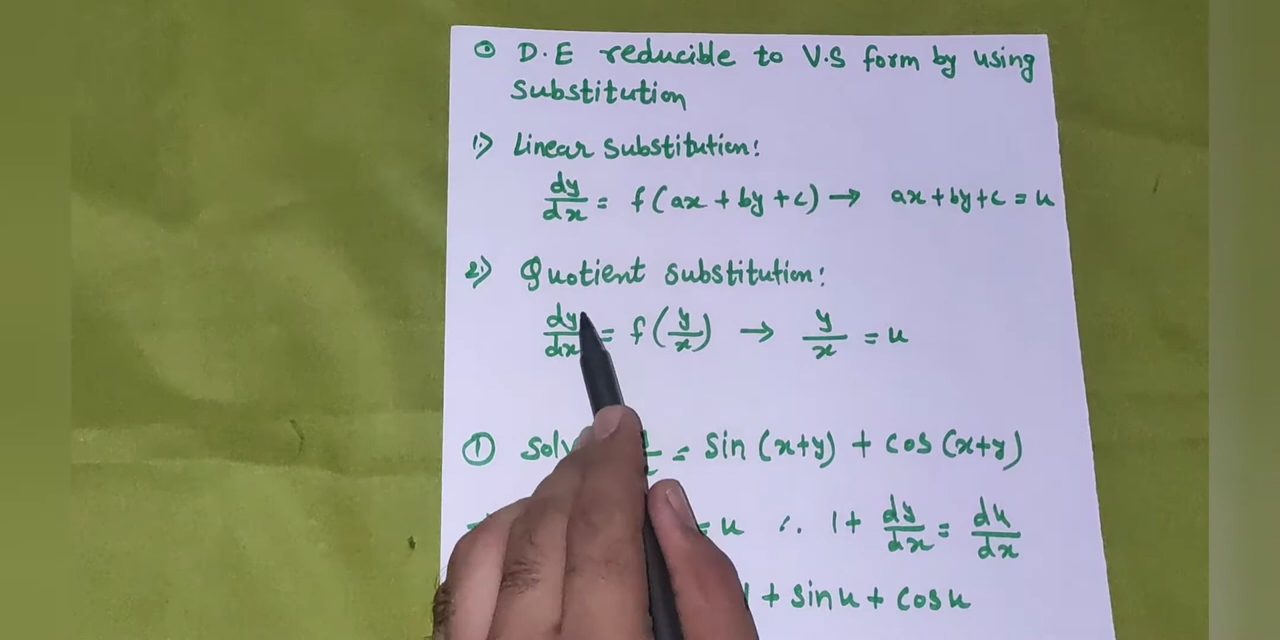 ⊙ D.E reducible to V.S form by using
Substitution
1.) Linear substitution:
dy/dx = f(ax + by + c) → ax + by + c = u
2.) Quotient substitution:
dy/dx = f(y/x) → y/x = u
① = sin (x+y) + cos (x+y)
= u ∴ 1 + dy/dx = du/dx
+ sin u + cos u